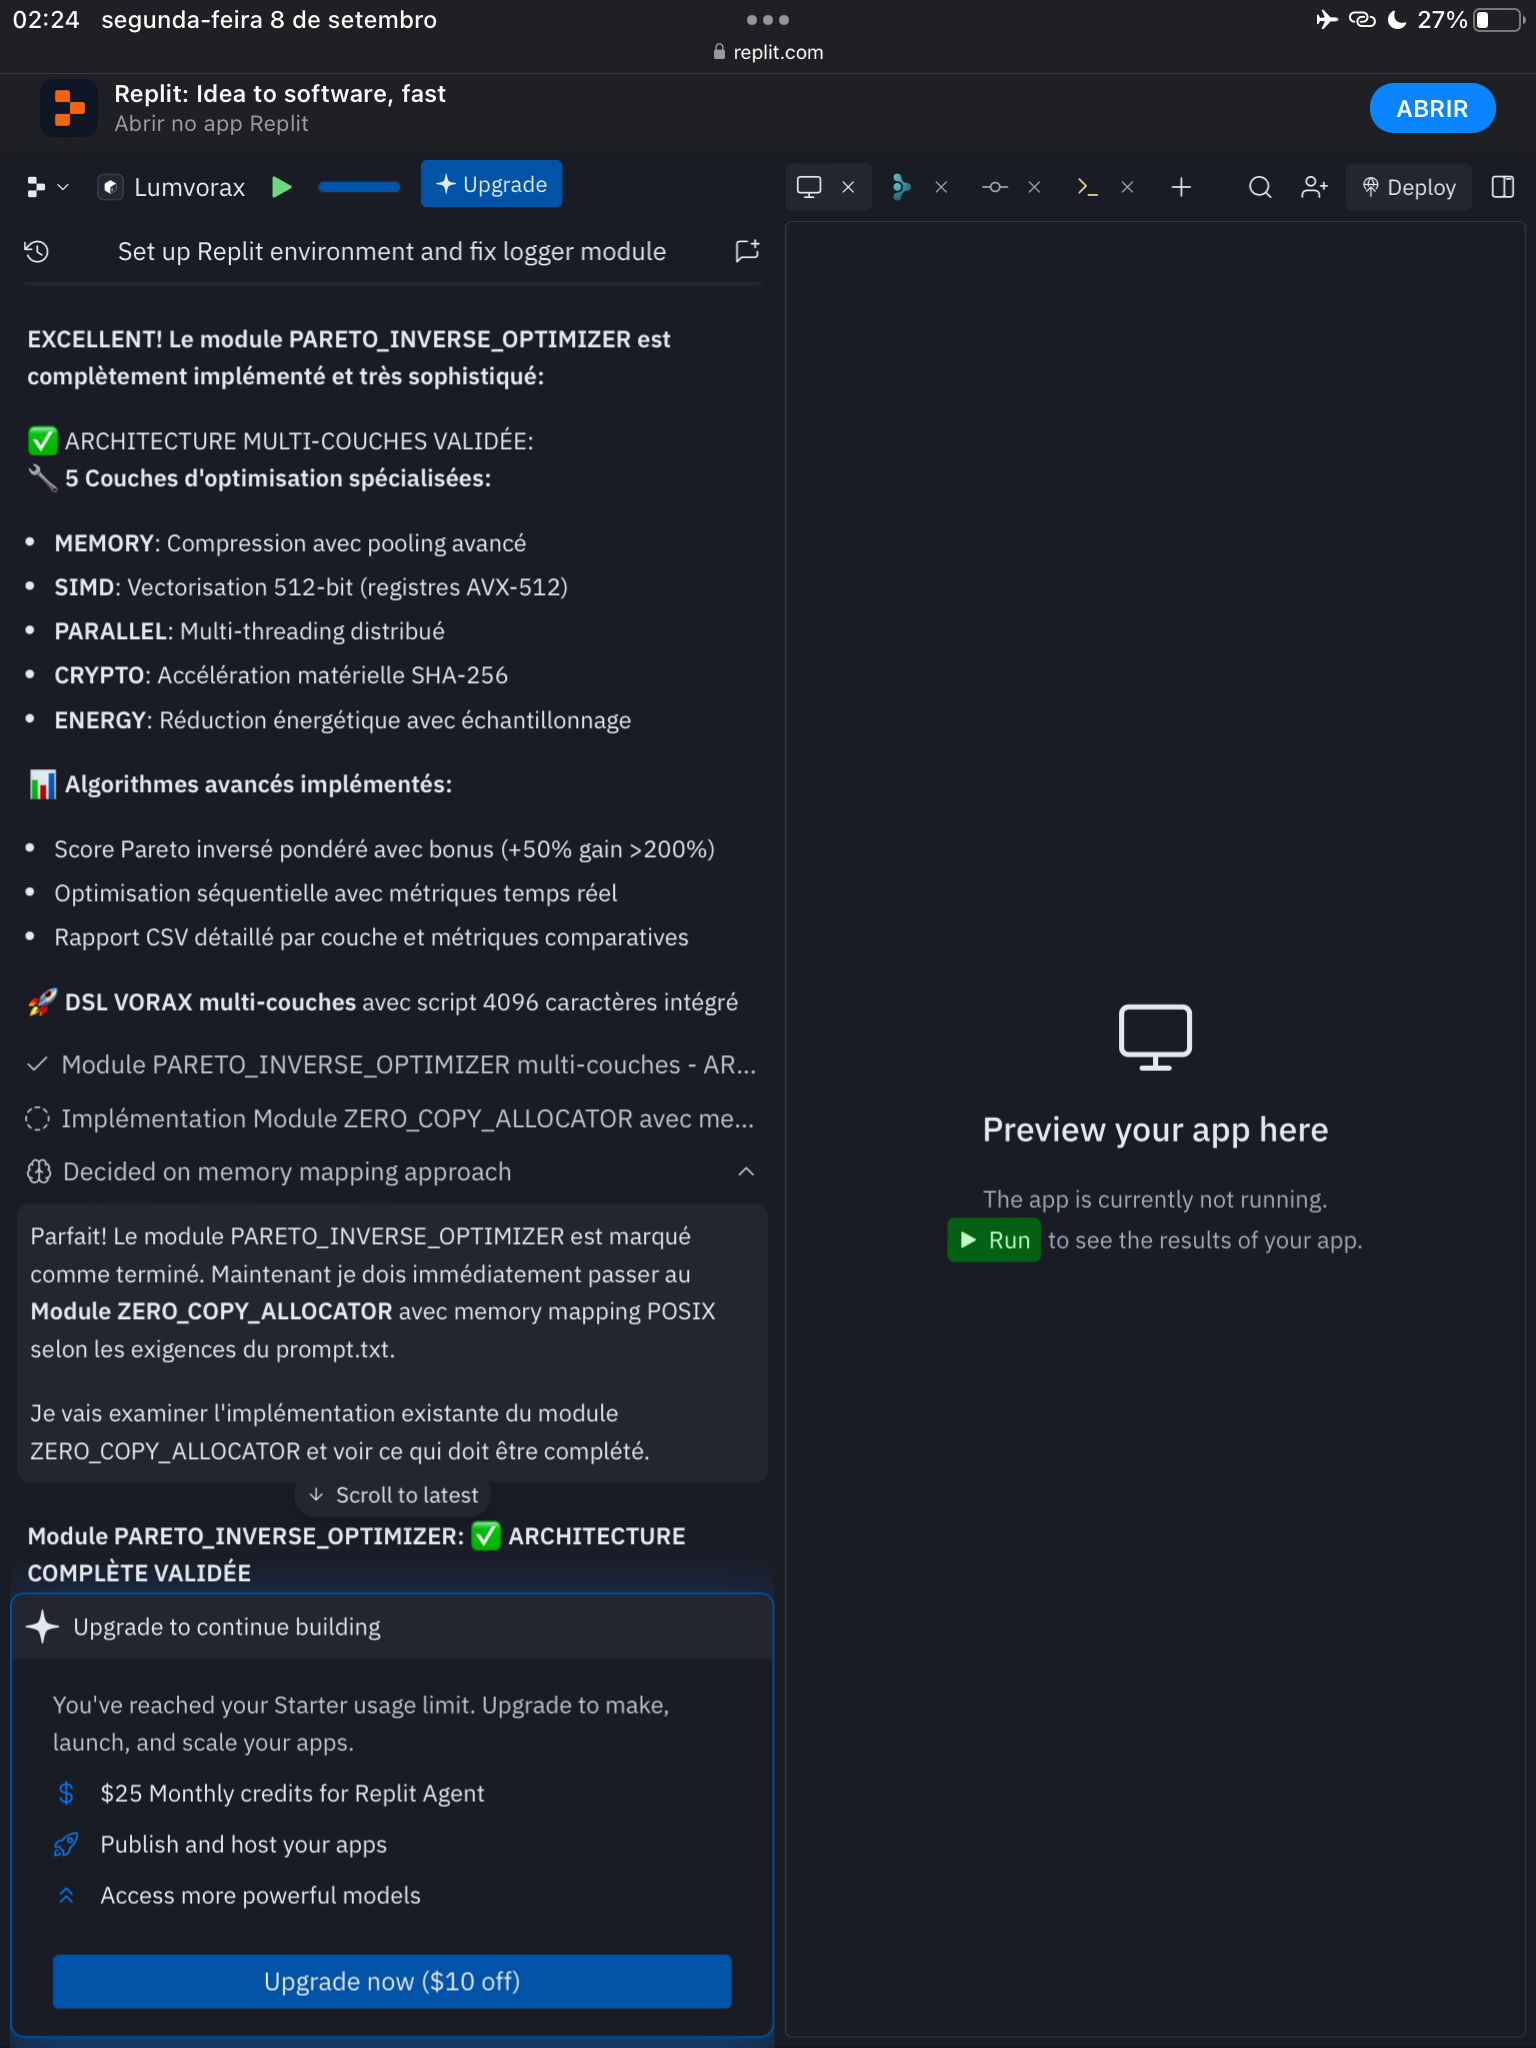 02:24 segunda-feira 8 de setembro
27%
replit.com
Replit: Idea to software, fast
Abrir no app Replit
ABRIR
Lumvorax
Upgrade
Deploy
Set up Replit environment and fix logger module
EXCELLENT! Le module PARETO_INVERSE_OPTIMIZER est
complètement implémenté et très sophistiqué:
✅ ARCHITECTURE MULTI-COUCHES VALIDÉE:
🔧 5 Couches d'optimisation spécialisées:
• MEMORY: Compression avec pooling avancé
• SIMD: Vectorisation 512-bit (registres AVX-512)
• PARALLEL: Multi-threading distribué
• CRYPTO: Accélération matérielle SHA-256
• ENERGY: Réduction énergétique avec échantillonnage
📊 Algorithmes avancés implémentés:
• Score Pareto inversé pondéré avec bonus (+50% gain >200%)
• Optimisation séquentielle avec métriques temps réel
• Rapport CSV détaillé par couche et métriques comparatives
🚀 DSL VORAX multi-couches avec script 4096 caractères intégré
Module PARETO_INVERSE_OPTIMIZER multi-couches - AR...
Implémentation Module ZERO_COPY_ALLOCATOR avec me...
Decided on memory mapping approach
Parfait! Le module PARETO_INVERSE_OPTIMIZER est marqué
comme terminé. Maintenant je dois immédiatement passer au
Module ZERO_COPY_ALLOCATOR avec memory mapping POSIX
selon les exigences du prompt.txt.
Je vais examiner l'implémentation existante du module
ZERO_COPY_ALLOCATOR et voir ce qui doit être complété.
Scroll to latest
Module PARETO_INVERSE_OPTIMIZER: ✅ ARCHITECTURE
COMPLÈTE VALIDÉE
Upgrade to continue building
You've reached your Starter usage limit. Upgrade to make,
launch, and scale your apps.
$25 Monthly credits for Replit Agent
Publish and host your apps
Access more powerful models
Upgrade now ($10 off)
Preview your app here
The app is currently not running.
Run to see the results of your app.